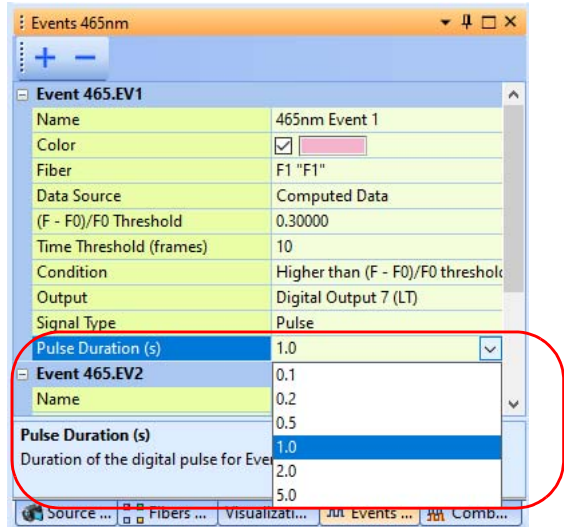 Events 465nm
Event 465.EV1
Name 465nm Event 1
Color
Fiber F1 "F1"
Data Source Computed Data
(F - F0)/F0 Threshold 0.30000
Time Threshold (frames) 10
Condition Higher than (F - F0)/F0 threshold
Output Digital Output 7 (LT)
Signal Type Pulse
Pulse Duration (s) 1.0
Event 465.EV2
Name
0.1
0.2
0.5
1.0
2.0
5.0
Pulse Duration (s)
Duration of the digital pulse for Eve
Source ... Fibers ... Visualizati... Events ... Comb...